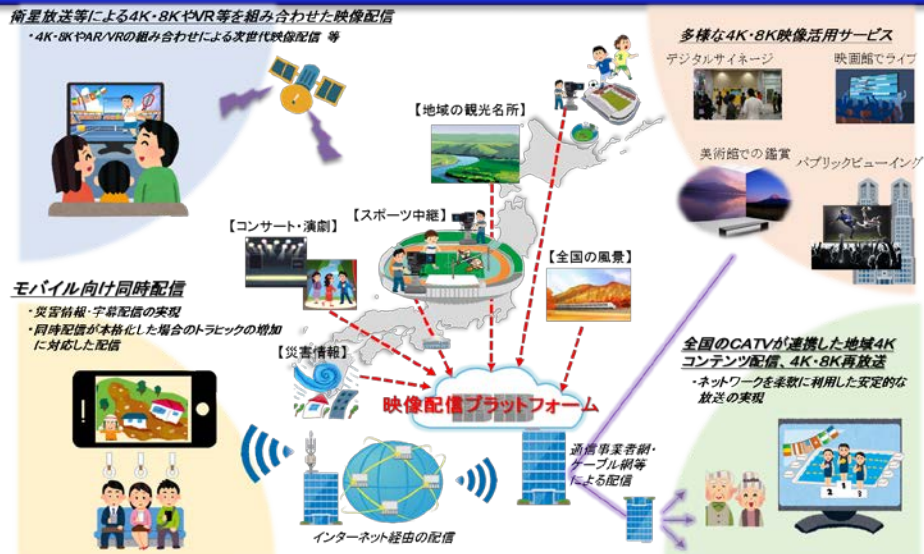 衛星放送等による4K・8KやVR等を組み合わせた映像配信
・4K・8KやAR/VRの組み合わせによる次世代映像配信 等
多様な4K・8K映像活用サービス
デジタルサイネージ
映画館でライブ
美術館での鑑賞
パブリックビューイング
【地域の観光名所】
【コンサート・演劇】
【スポーツ中継】
【全国の風景】
【災害情報】
モバイル向け同時配信
・災害情報・字幕配信の実現
・同時配信が本格化した場合のトラヒックの増加
に対応した配信
映像配信プラットフォーム
全国のCATVが連携した地域4K
コンテンツ配信、4K・8K再放送
・ネットワークを柔軟に利用した安定的な
放送の実現
通信事業者網・
ケーブル網等
による配信
インターネット経由の配信
2 1 3